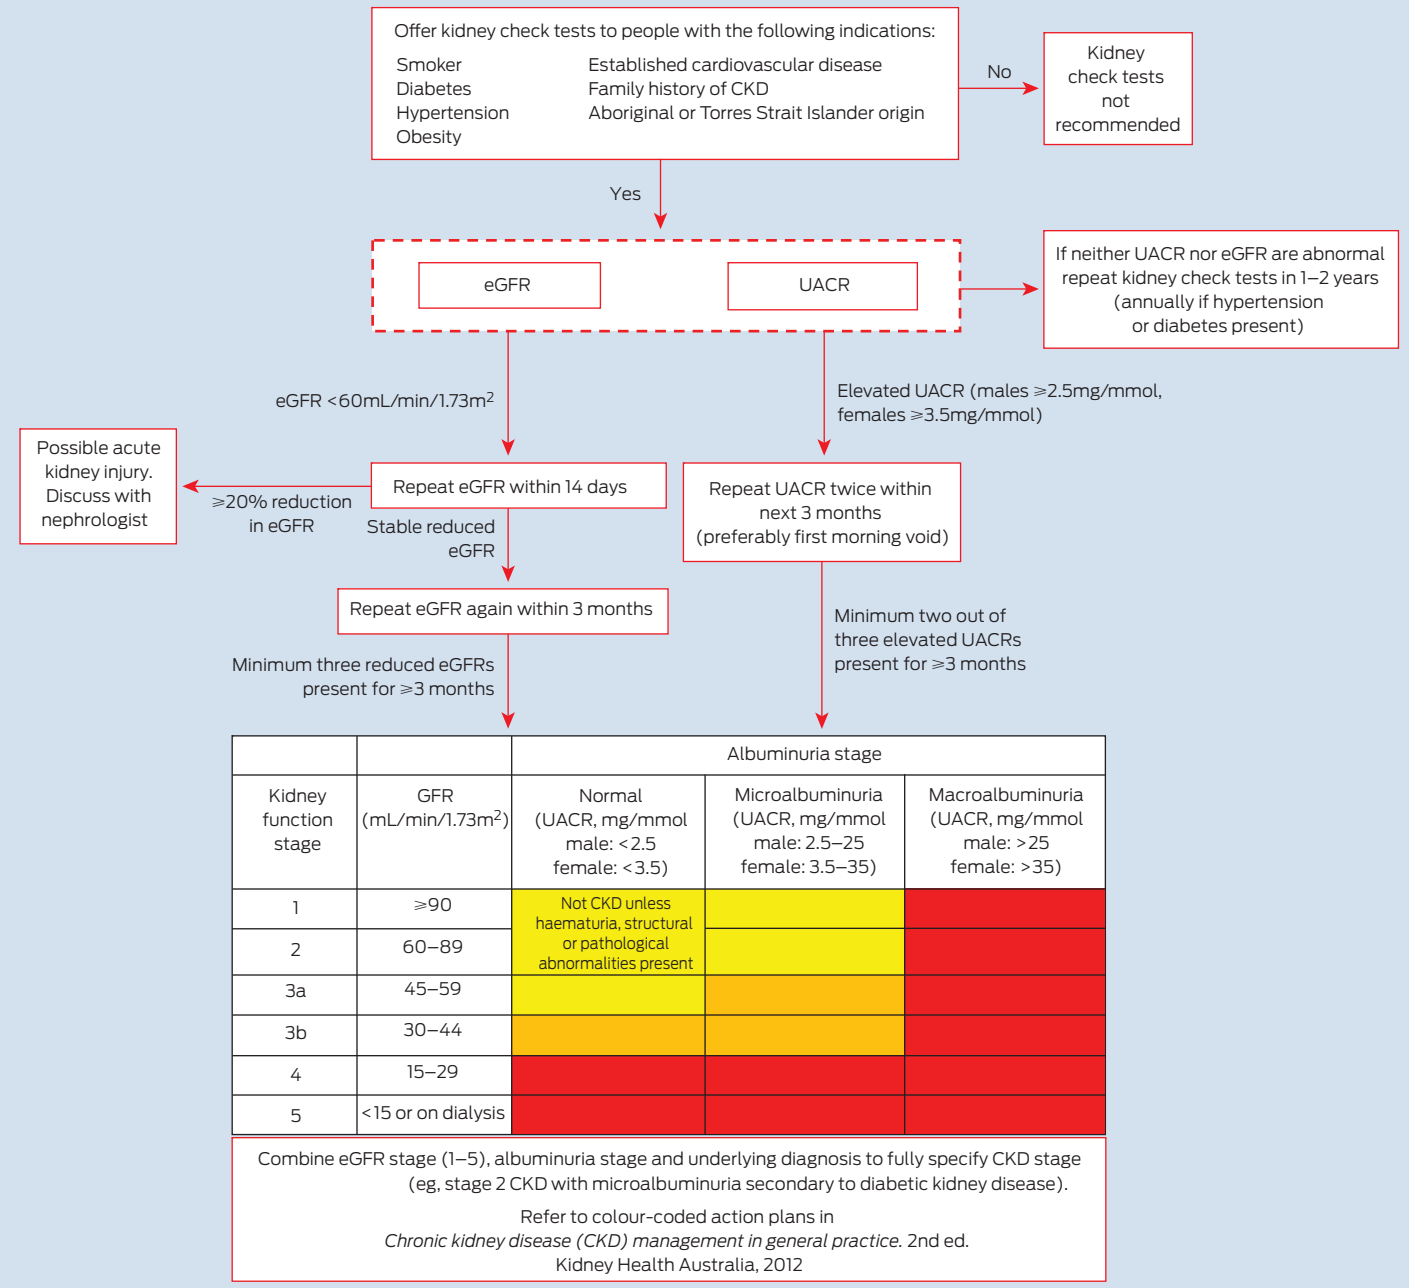 Offer kidney check tests to people with the following indications:
Smoker
Diabetes
Hypertension
Obesity
Established cardiovascular disease
Family history of CKD
Aboriginal or Torres Strait Islander origin
No
Kidney
check tests
not
recommended
Yes
eGFR
UACR
If neither UACR nor eGFR are abnormal
repeat kidney check tests in 1–2 years
(annually if hypertension
or diabetes present)
eGFR <60mL/min/1.73m²
Elevated UACR (males ⩾2.5mg/mmol,
females ⩾3.5mg/mmol)
Possible acute
kidney injury.
Discuss with
nephrologist
⩾20% reduction
in eGFR
Repeat eGFR within 14 days
Stable reduced
eGFR
Repeat UACR twice within
next 3 months
(preferably first morning void)
Repeat eGFR again within 3 months
Minimum three reduced eGFRs
present for ⩾3 months
Minimum two out of
three elevated UACRs
present for ⩾3 months
Albuminuria stage
Kidney
function
stage
GFR
(mL/min/1.73m²)
Normal
(UACR, mg/mmol
male: <2.5
female: <3.5)
Microalbuminuria
(UACR, mg/mmol
male: 2.5–25
female: 3.5–35)
Macroalbuminuria
(UACR, mg/mmol
male: >25
female: >35)
1
⩾90
Not CKD unless
haematuria, structural
or pathological
abnormalities present
2
60–89
3a
45–59
3b
30–44
4
15–29
5
<15 or on dialysis
Combine eGFR stage (1–5), albuminuria stage and underlying diagnosis to fully specify CKD stage
(eg, stage 2 CKD with microalbuminuria secondary to diabetic kidney disease).
Refer to colour-coded action plans in
Chronic kidney disease (CKD) management in general practice. 2nd ed.
Kidney Health Australia, 2012